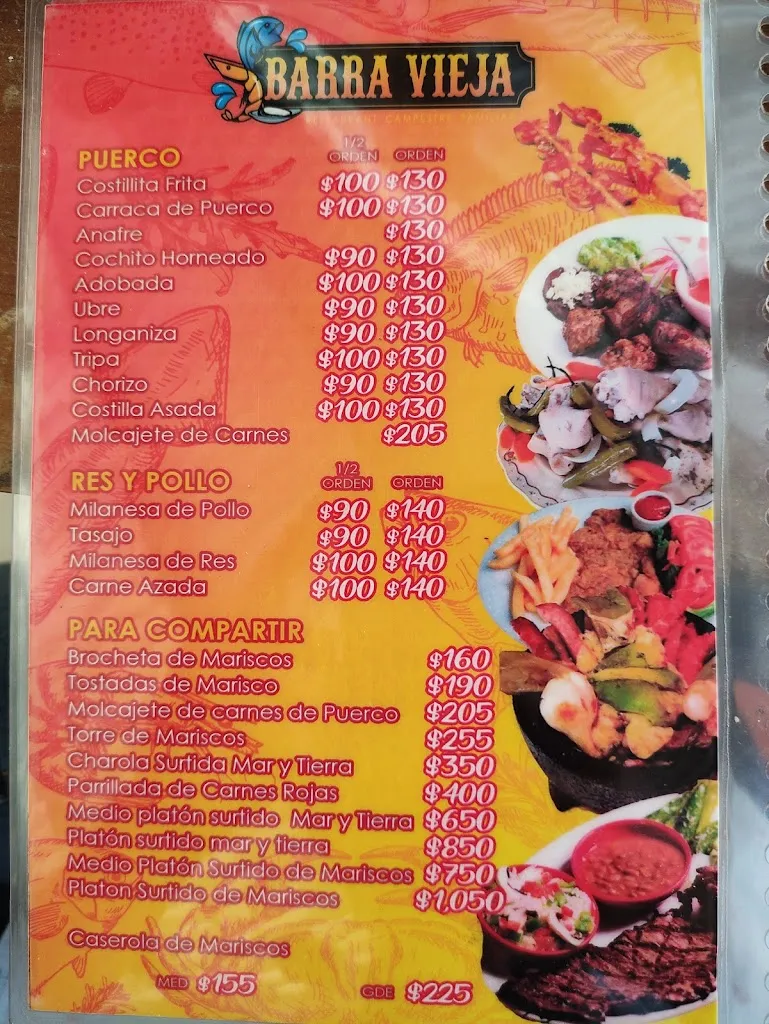 BARRA VIEJA
RESTAURANT CAMPESTRE FAMILIAR
PUERCO 1/2 ORDEN ORDEN
Costillita Frita $100 $130
Carraca de Puerco $100 $130
Anafre $130
Cochito Horneado $90 $130
Adobada $100 $130
Ubre $90 $130
Longaniza $90 $130
Tripa $100 $130
Chorizo $90 $130
Costilla Asada $100 $130
Molcajete de Carnes $205
RES Y POLLO 1/2 ORDEN ORDEN
Milanesa de Pollo $90 $140
Tasajo $90 $140
Milanesa de Res $100 $140
Carne Azada $100 $140
PARA COMPARTIR
Brocheta de Mariscos $160
Tostadas de Marisco $190
Molcajete de carnes de Puerco $205
Torre de Mariscos $255
Charola Surtida Mar y Tierra $350
Parrillada de Carnes Rojas $400
Medio platón surtido Mar y Tierra $650
Platón surtido mar y tierra $850
Medio Platón Surtido de Mariscos $750
Platon Surtido de Mariscos $1,050
Caserola de Mariscos
MED $155 GDE $225